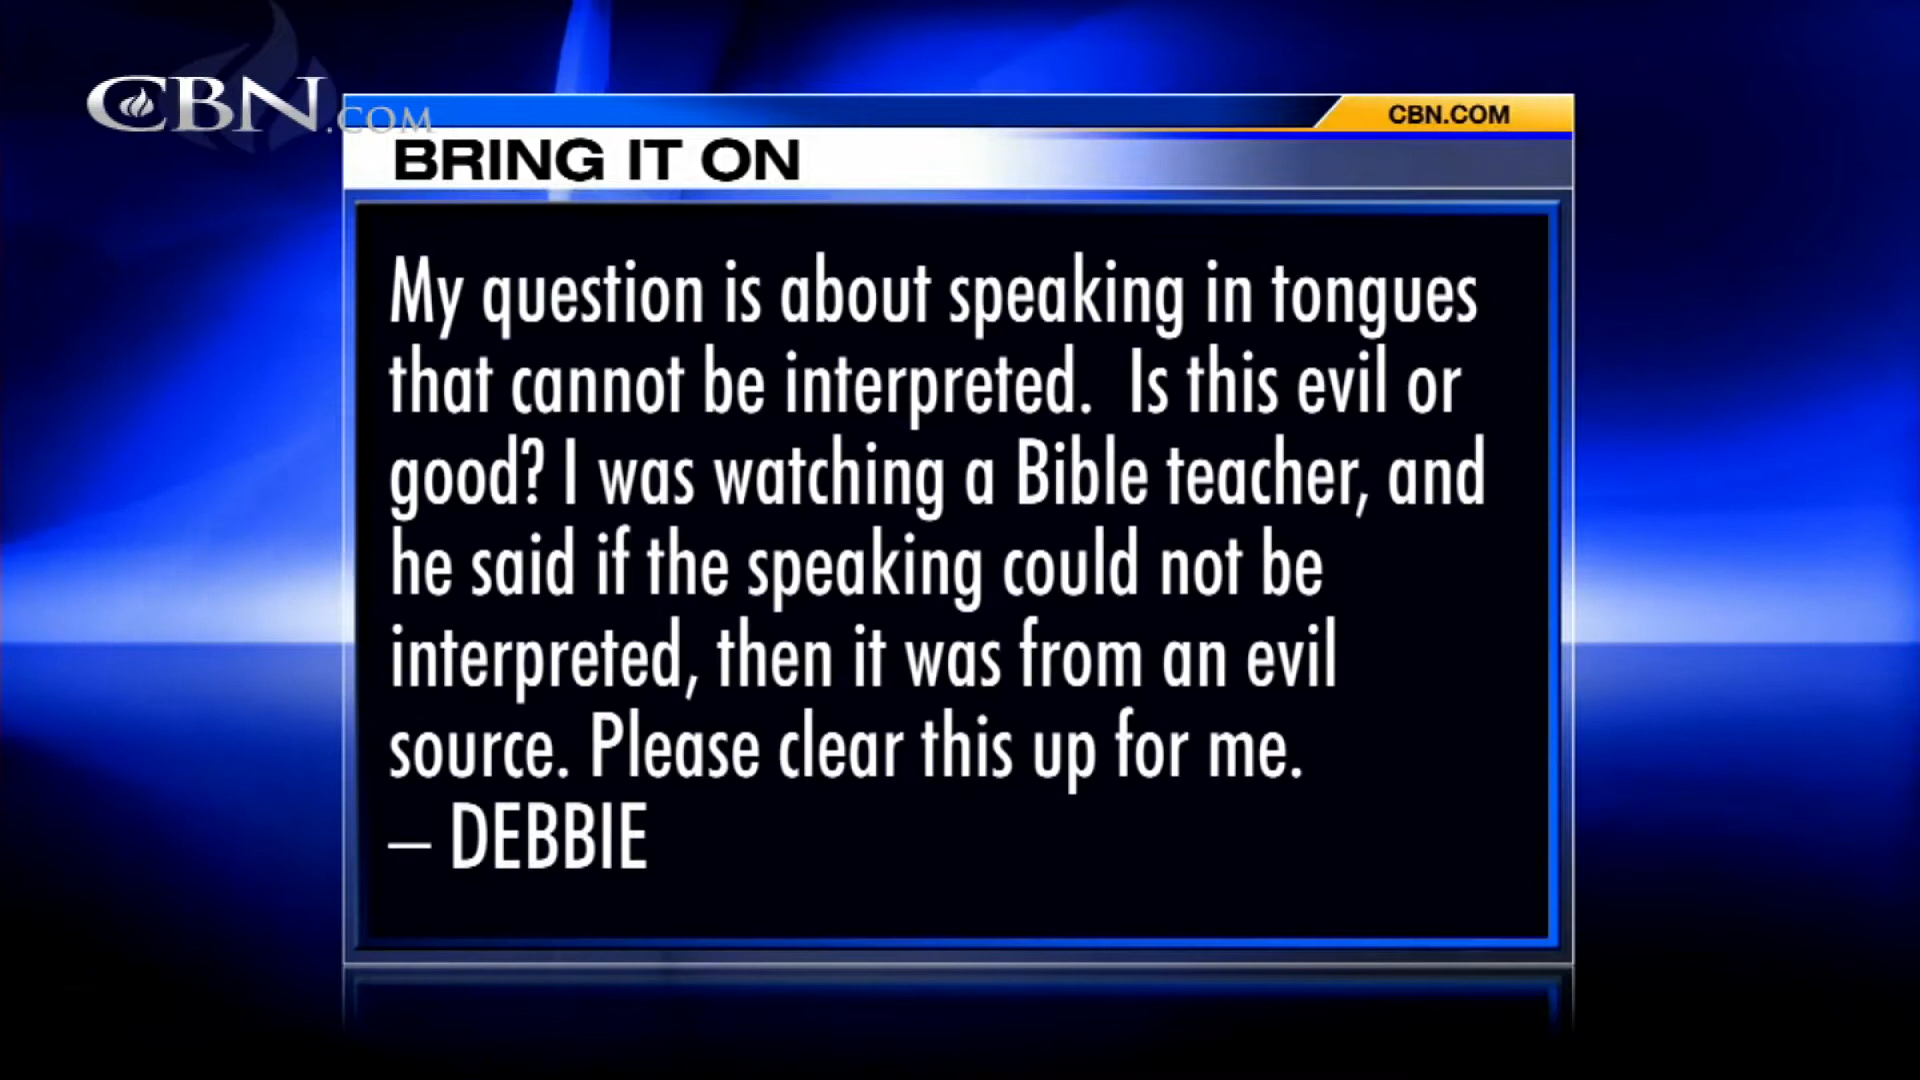 CBN.COM
CBN.COM
BRING IT ON
My question is about speaking in tongues
that cannot be interpreted.  Is this evil or
good? I was watching a Bible teacher, and
he said if the speaking could not be
interpreted, then it was from an evil
source. Please clear this up for me.
– DEBBIE